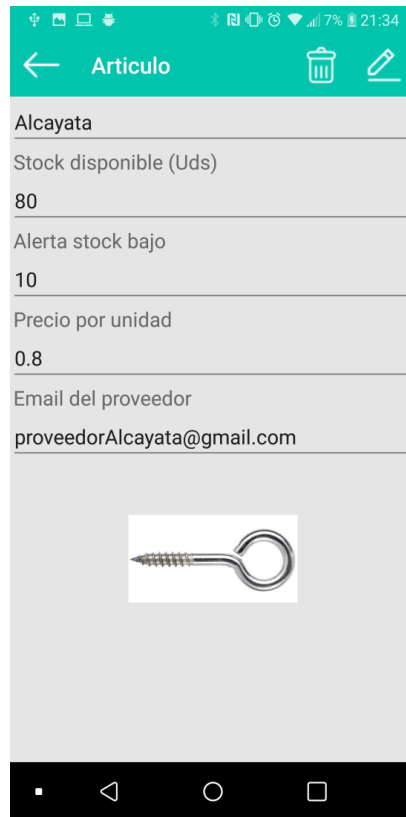 7% 21:34
Articulo
Alcayata
Stock disponible (Uds)
80
Alerta stock bajo
10
Precio por unidad
0.8
Email del proveedor
proveedorAlcayata@gmail.com